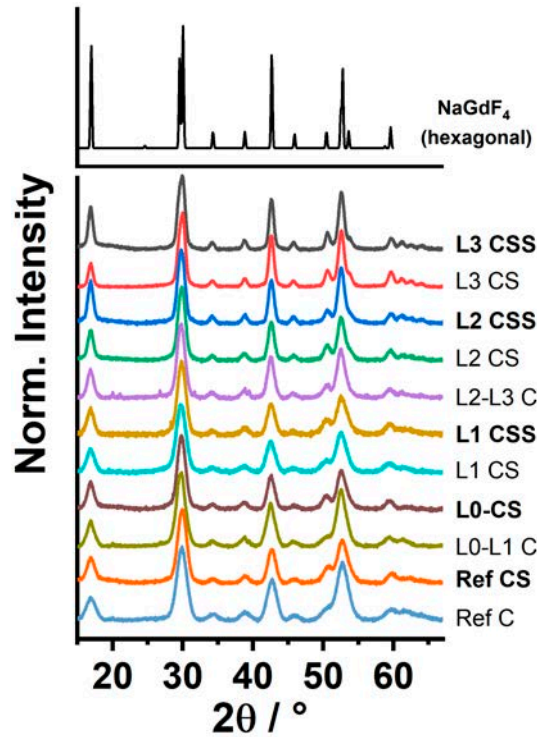 NaGdF₄
(hexagonal)
Norm. Intensity
L3 CSS
L3 CS
L2 CSS
L2 CS
L2-L3 C
L1 CSS
L1 CS
L0-CS
L0-L1 C
Ref CS
Ref C
20 30 40 50 60
2θ / °